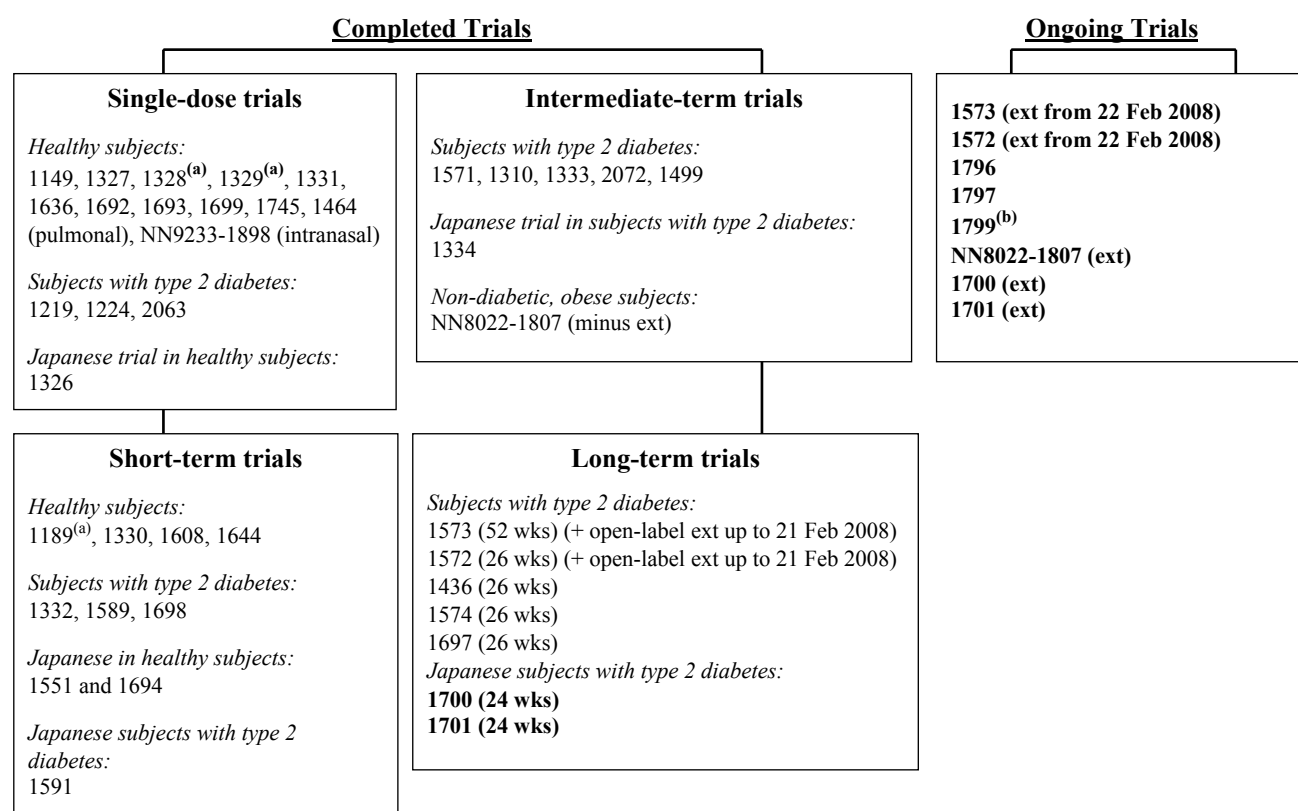 Completed Trials
Single-dose trials
Healthy subjects:
1149, 1327, 1328(a), 1329(a), 1331,
1636, 1692, 1693, 1699, 1745, 1464
(pulmonal), NN9233-1898 (intranasal)
Subjects with type 2 diabetes:
1219, 1224, 2063
Japanese trial in healthy subjects:
1326
Intermediate-term trials
Subjects with type 2 diabetes:
1571, 1310, 1333, 2072, 1499
Japanese trial in subjects with type 2 diabetes:
1334
Non-diabetic, obese subjects:
NN8022-1807 (minus ext)
Short-term trials
Healthy subjects:
1189(a), 1330, 1608, 1644
Subjects with type 2 diabetes:
1332, 1589, 1698
Japanese in healthy subjects:
1551 and 1694
Japanese subjects with type 2
diabetes:
1591
Long-term trials
Subjects with type 2 diabetes:
1573 (52 wks) (+ open-label ext up to 21 Feb 2008)
1572 (26 wks) (+ open-label ext up to 21 Feb 2008)
1436 (26 wks)
1574 (26 wks)
1697 (26 wks)
Japanese subjects with type 2 diabetes:
1700 (24 wks)
1701 (24 wks)
Ongoing Trials
1573 (ext from 22 Feb 2008)
1572 (ext from 22 Feb 2008)
1796
1797
1799(b)
NN8022-1807 (ext)
1700 (ext)
1701 (ext)